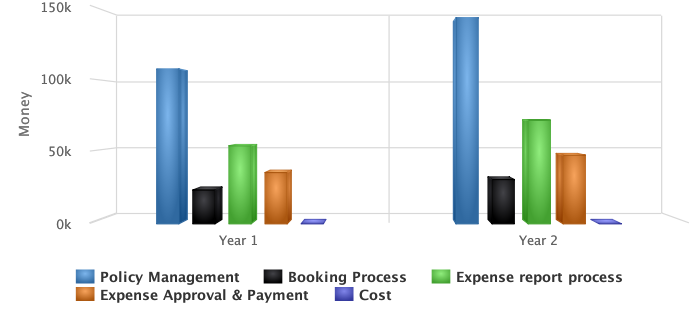 150k
100k
50k
0k
Money
Year 1
Year 2
Policy Management
Booking Process
Expense report process
Expense Approval & Payment
Cost